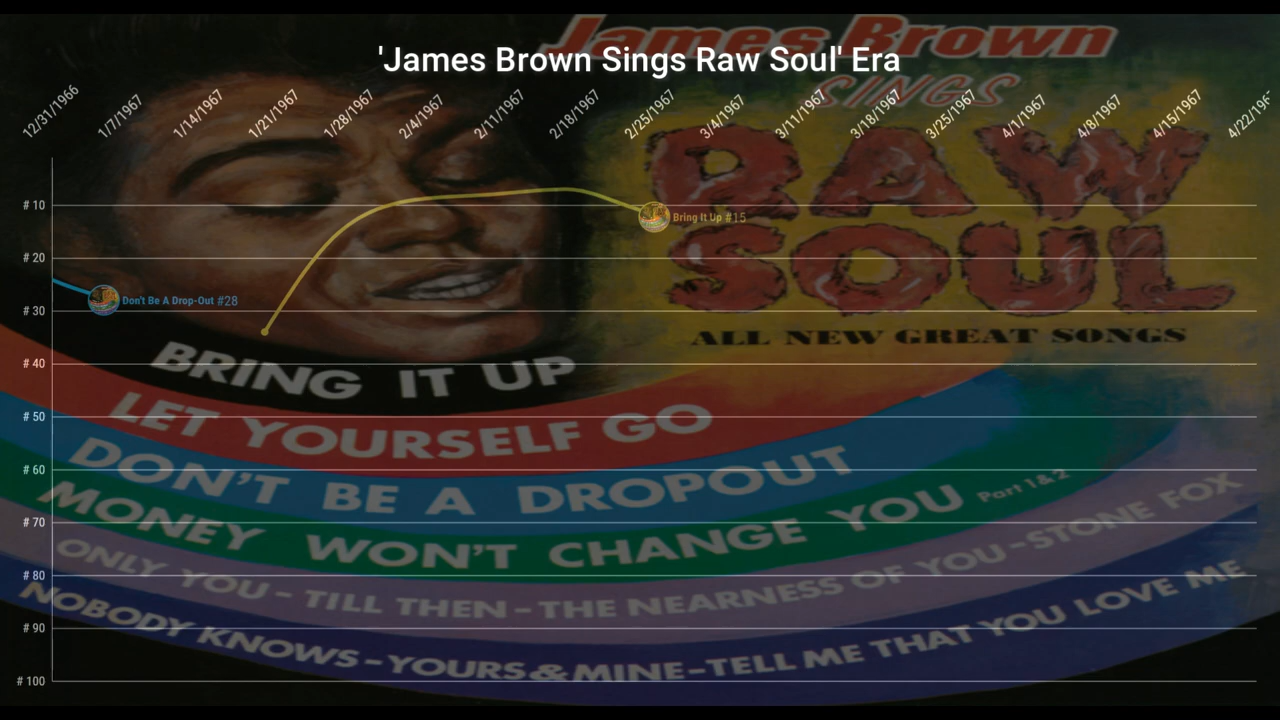 James Brown
'James Brown Sings Raw Soul' Era
SINGS
12/31/1966
1/7/1967
1/14/1967
1/21/1967
1/28/1967
2/4/1967
2/11/1967
2/18/1967
2/25/1967
3/4/1967
3/11/1967
3/18/1967
3/25/1967
4/1/1967
4/8/1967
4/15/1967
4/22/196
RAW
SOUL
ALL NEW GREAT SONGS
# 10
# 20
# 30
# 40
# 50
# 60
# 70
# 80
# 90
# 100
Bring It Up #15
Don't Be A Drop-Out #28
BRING IT UP
LET YOURSELF GO
DON'T BE A DROPOUT
MONEY WON'T CHANGE YOU Part 1&2
ONLY YOU - TILL THEN - THE NEARNESS OF YOU - STONE FOX
NOBODY KNOWS - YOURS & MINE - TELL ME THAT YOU LOVE ME